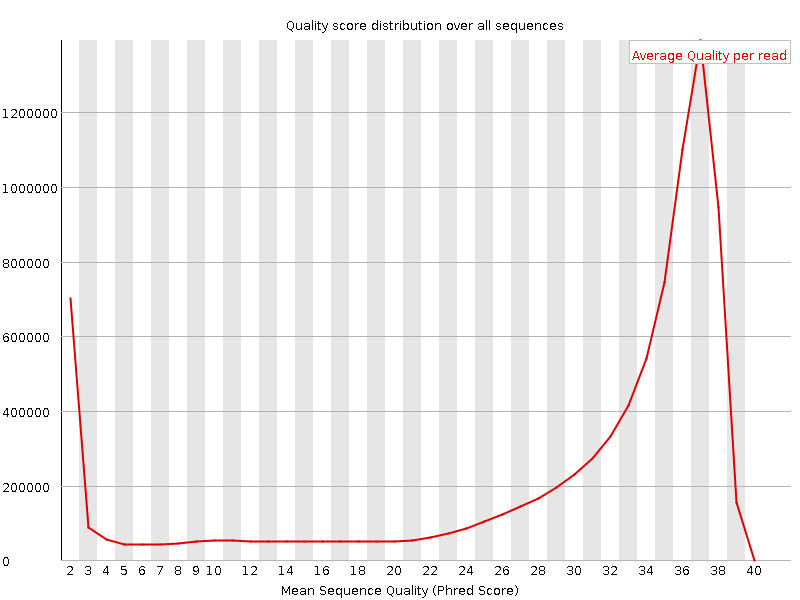 Quality score distribution over all sequences
Average Quality per read
1200000
1000000
800000
600000
400000
200000
0
2 3 4 5 6 7 8 9 10 12 14 16 18 20 22 24 26 28 30 32 34 36 38 40
Mean Sequence Quality (Phred Score)